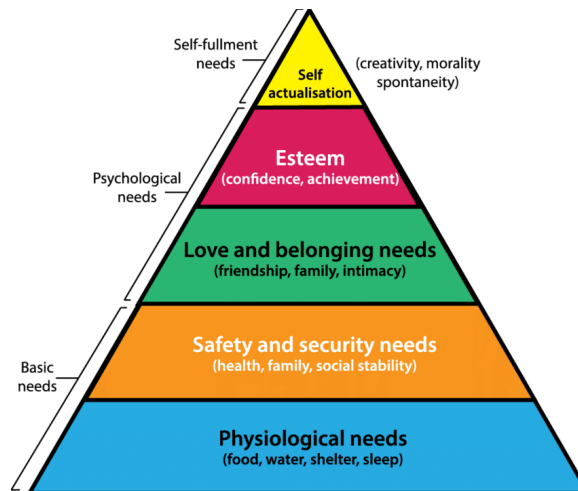 Self-fullment
needs
Self
actualisation
(creativity, morality
spontaneity)
Esteem
(confidence, achievement)
Psychological
needs
Love and belonging needs
(friendship, family, intimacy)
Safety and security needs
(health, family, social stability)
Basic
needs
Physiological needs
(food, water, shelter, sleep)